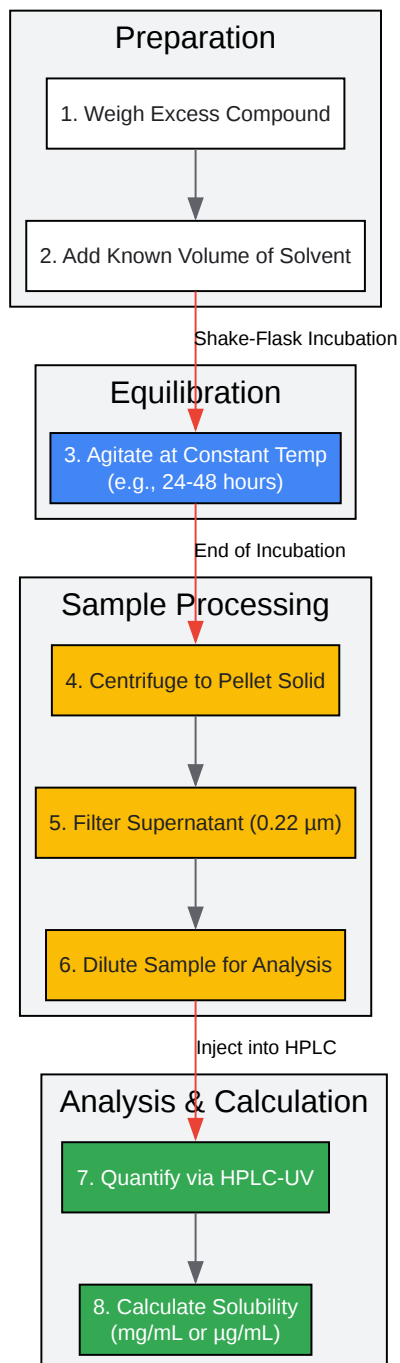 Preparation
1. Weigh Excess Compound
2. Add Known Volume of Solvent
Shake-Flask Incubation
Equilibration
3. Agitate at Constant Temp
(e.g., 24-48 hours)
End of Incubation
Sample Processing
4. Centrifuge to Pellet Solid
5. Filter Supernatant (0.22 µm)
6. Dilute Sample for Analysis
Inject into HPLC
Analysis & Calculation
7. Quantify via HPLC-UV
8. Calculate Solubility
(mg/mL or µg/mL)